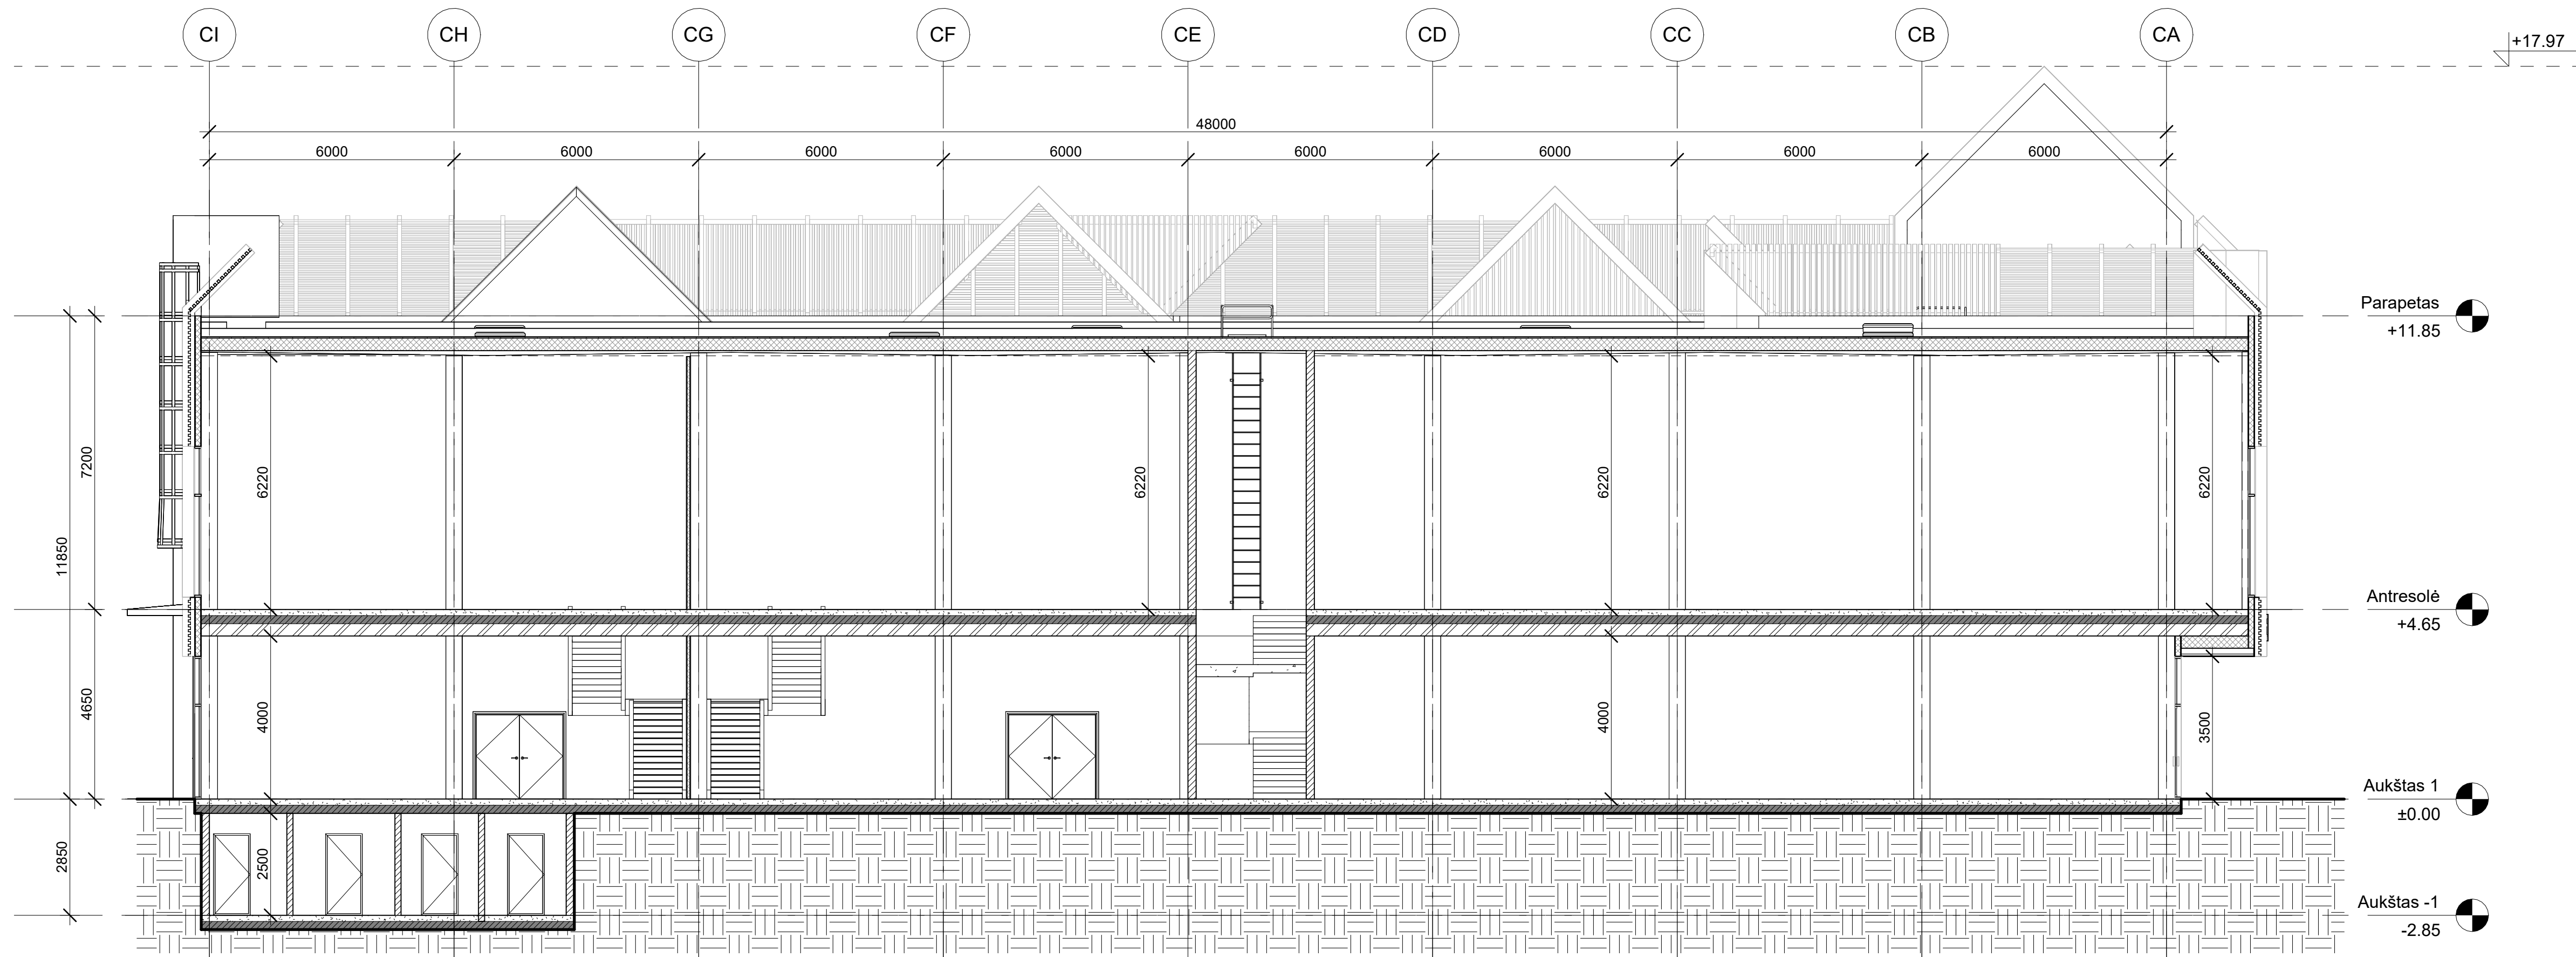 CI CH CG CF CE CD CC CB CA
+17.97
48000
6000 6000 6000 6000 6000 6000 6000 6000
Parapetas
+11.85
7200
6220 6220 6220 6220
11850
Antresolė
+4.65
4650
4000 4000 3500
Aukštas 1
±0.00
2850
2500
Aukštas -1
-2.85